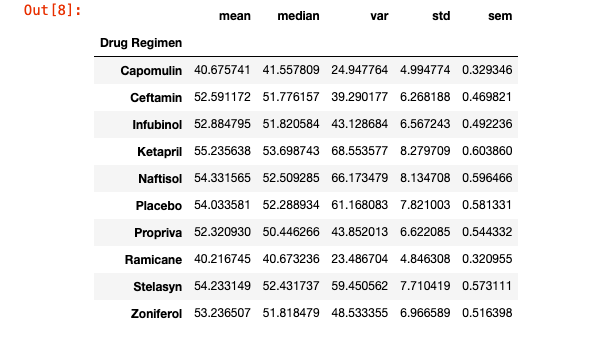 Out[8]:
mean median var std sem
Drug Regimen
Capomulin 40.675741 41.557809 24.947764 4.994774 0.329346
Ceftamin 52.591172 51.776157 39.290177 6.268188 0.469821
Infubinol 52.884795 51.820584 43.128684 6.567243 0.492236
Ketapril 55.235638 53.698743 68.553577 8.279709 0.603860
Naftisol 54.331565 52.509285 66.173479 8.134708 0.596466
Placebo 54.033581 52.288934 61.168083 7.821003 0.581331
Propriva 52.320930 50.446266 43.852013 6.622085 0.544332
Ramicane 40.216745 40.673236 23.486704 4.846308 0.320955
Stelasyn 54.233149 52.431737 59.450562 7.710419 0.573111
Zoniferol 53.236507 51.818479 48.533355 6.966589 0.516398